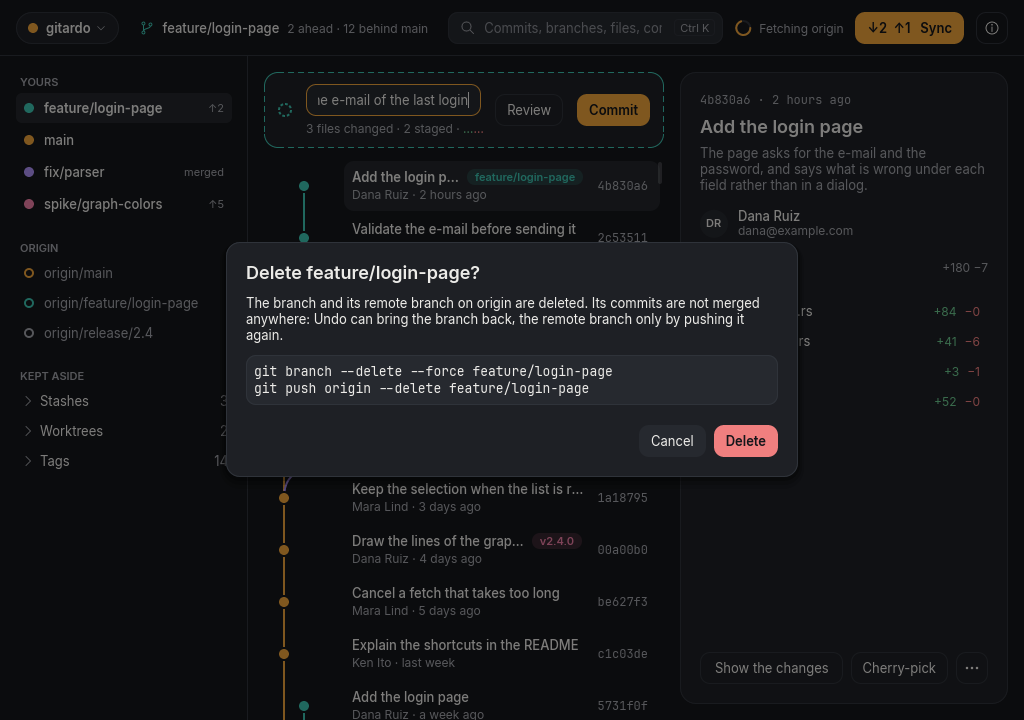 gitardo
feature/login-page 2 ahead · 12 behind main
Commits, branches, files, cor Ctrl K
Fetching origin
↓2 ↑1 Sync
YOURS
feature/login-page ↑2
main
fix/parser merged
spike/graph-colors ↑5
ORIGIN
origin/main
origin/feature/login-page
origin/release/2.4
KEPT ASIDE
Stashes
Worktrees
Tags
e e-mail of the last login
3 files changed · 2 staged · ......
Review
Commit
Add the login p... feature/login-page 4b830a6
Dana Ruiz · 2 hours ago
Validate the e-mail before sending it 2c53511
Delete feature/login-page?
The branch and its remote branch on origin are deleted. Its commits are not merged
anywhere: Undo can bring the branch back, the remote branch only by pushing it
again.
git branch --delete --force feature/login-page
git push origin --delete feature/login-page
Cancel
Delete
Keep the selection when the list is r... 1a18795
Mara Lind · 3 days ago
Draw the lines of the grap... v2.4.0 00a00b0
Dana Ruiz · 4 days ago
Cancel a fetch that takes too long be627f3
Mara Lind · 5 days ago
Explain the shortcuts in the README c1c03de
Ken Ito · last week
Add the login page 5731f0f
Dana Ruiz · a week ago
4b830a6 · 2 hours ago
Add the login page
The page asks for the e-mail and the
password, and says what is wrong under each
field rather than in a dialog.
DR Dana Ruiz
dana@example.com
+180 −7
.rs +84 −0
rs +41 −6
+3 −1
+52 −0
Show the changes
Cherry-pick